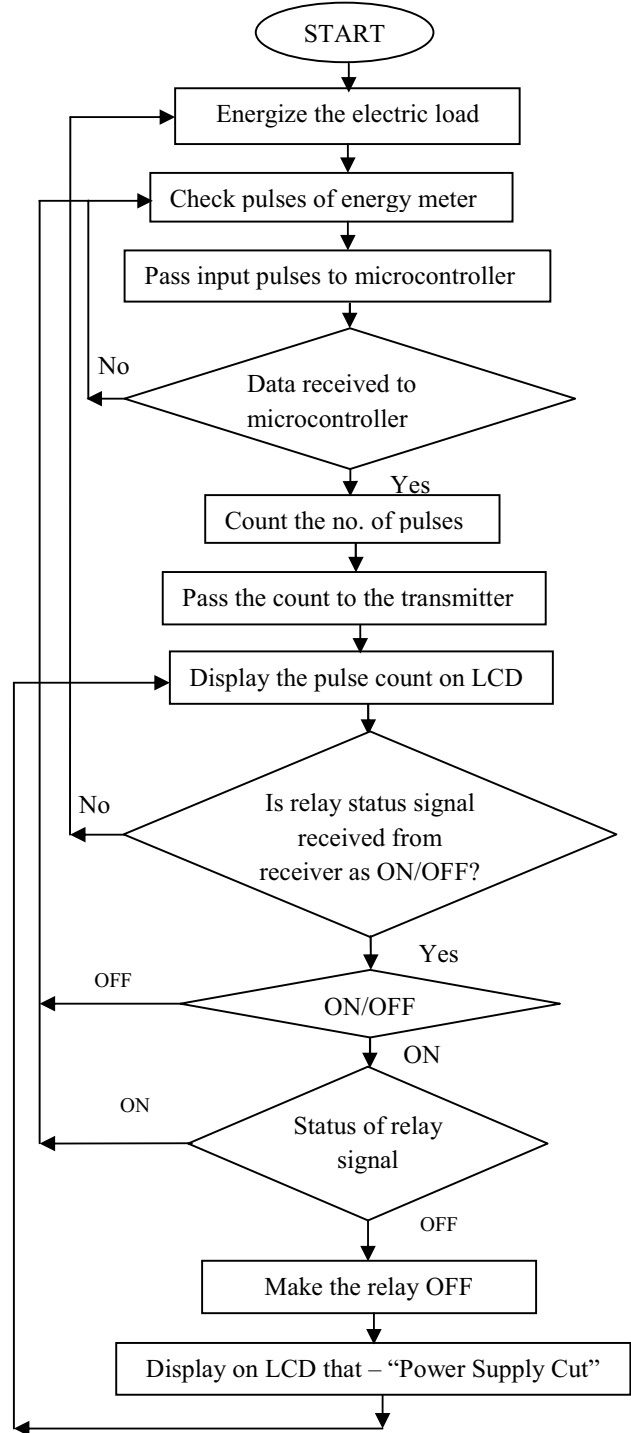 START
Energize the electric load
Check pulses of energy meter
Pass input pulses to microcontroller
No
Data received to
microcontroller
Yes
Count the no. of pulses
Pass the count to the transmitter
Display the pulse count on LCD
No
Is relay status signal
received from
receiver as ON/OFF?
Yes
OFF
ON/OFF
ON
ON
Status of relay
signal
OFF
Make the relay OFF
Display on LCD that – “Power Supply Cut”